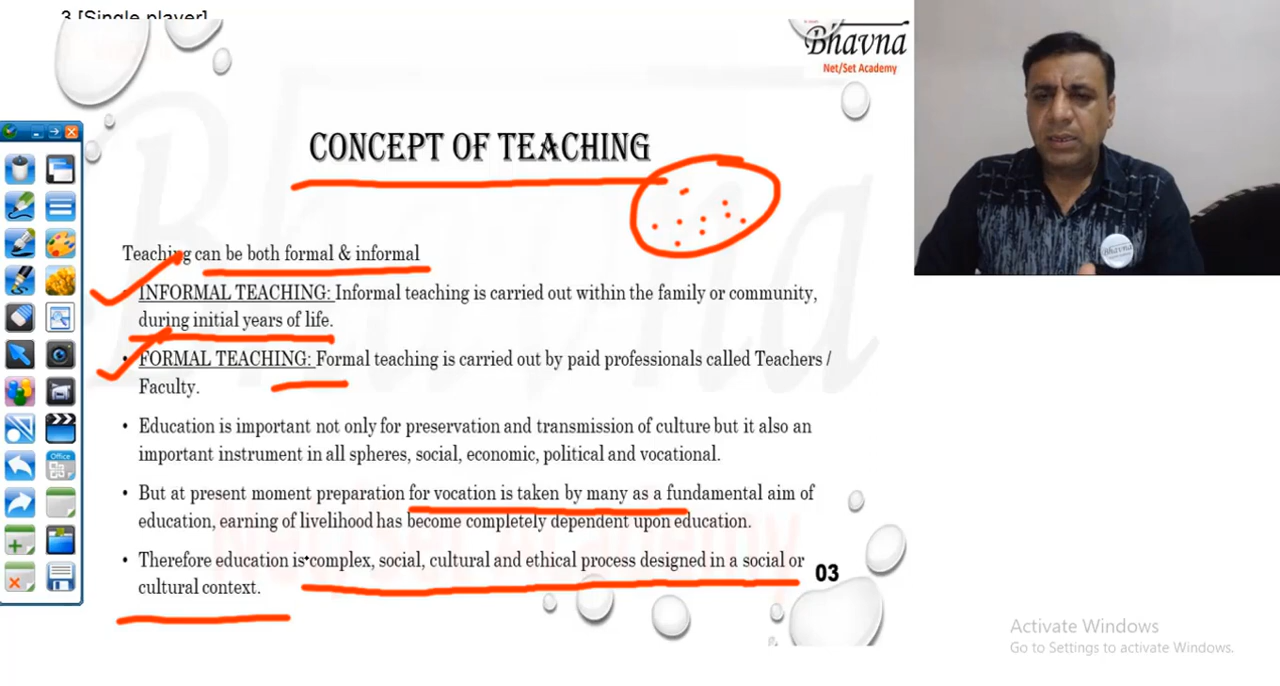 3 [Single player]
Bhavna
Net/Set Academy
CONCEPT OF TEACHING
Teaching can be both formal & informal
• INFORMAL TEACHING: Informal teaching is carried out within the family or community,
during initial years of life.
• FORMAL TEACHING: Formal teaching is carried out by paid professionals called Teachers /
Faculty.
• Education is important not only for preservation and transmission of culture but it also an
important instrument in all spheres, social, economic, political and vocational.
• But at present moment preparation for vocation is taken by many as a fundamental aim of
education, earning of livelihood has become completely dependent upon education.
• Therefore education is complex, social, cultural and ethical process designed in a social or
cultural context.
03
Bhavna
Net/Set Academy
Office
Bhavna
Activate Windows
Go to Settings to activate Windows.